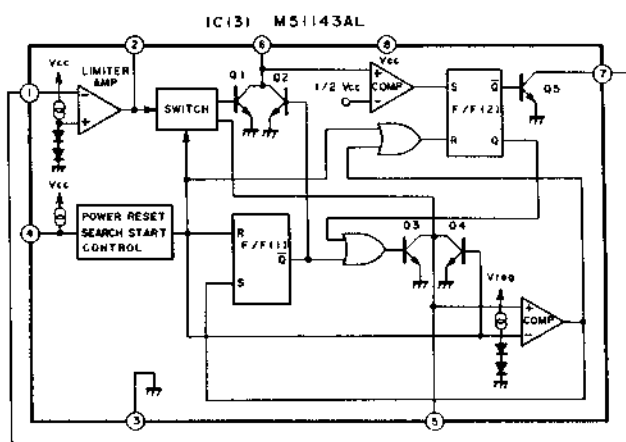 IC(3) M51143AL
2 6 8
Vcc LIMITER AMP
Q1 Q2
Vcc
COMP
1/2 Vcc
SWITCH
S Q̅ Q5
F/F(2)
R Q
7
1
Vcc
4
POWER RESET
SEARCH START
CONTROL
R
F/F(1)
Q̅
S
Q3 Q4
Vreg
COMP
3 5